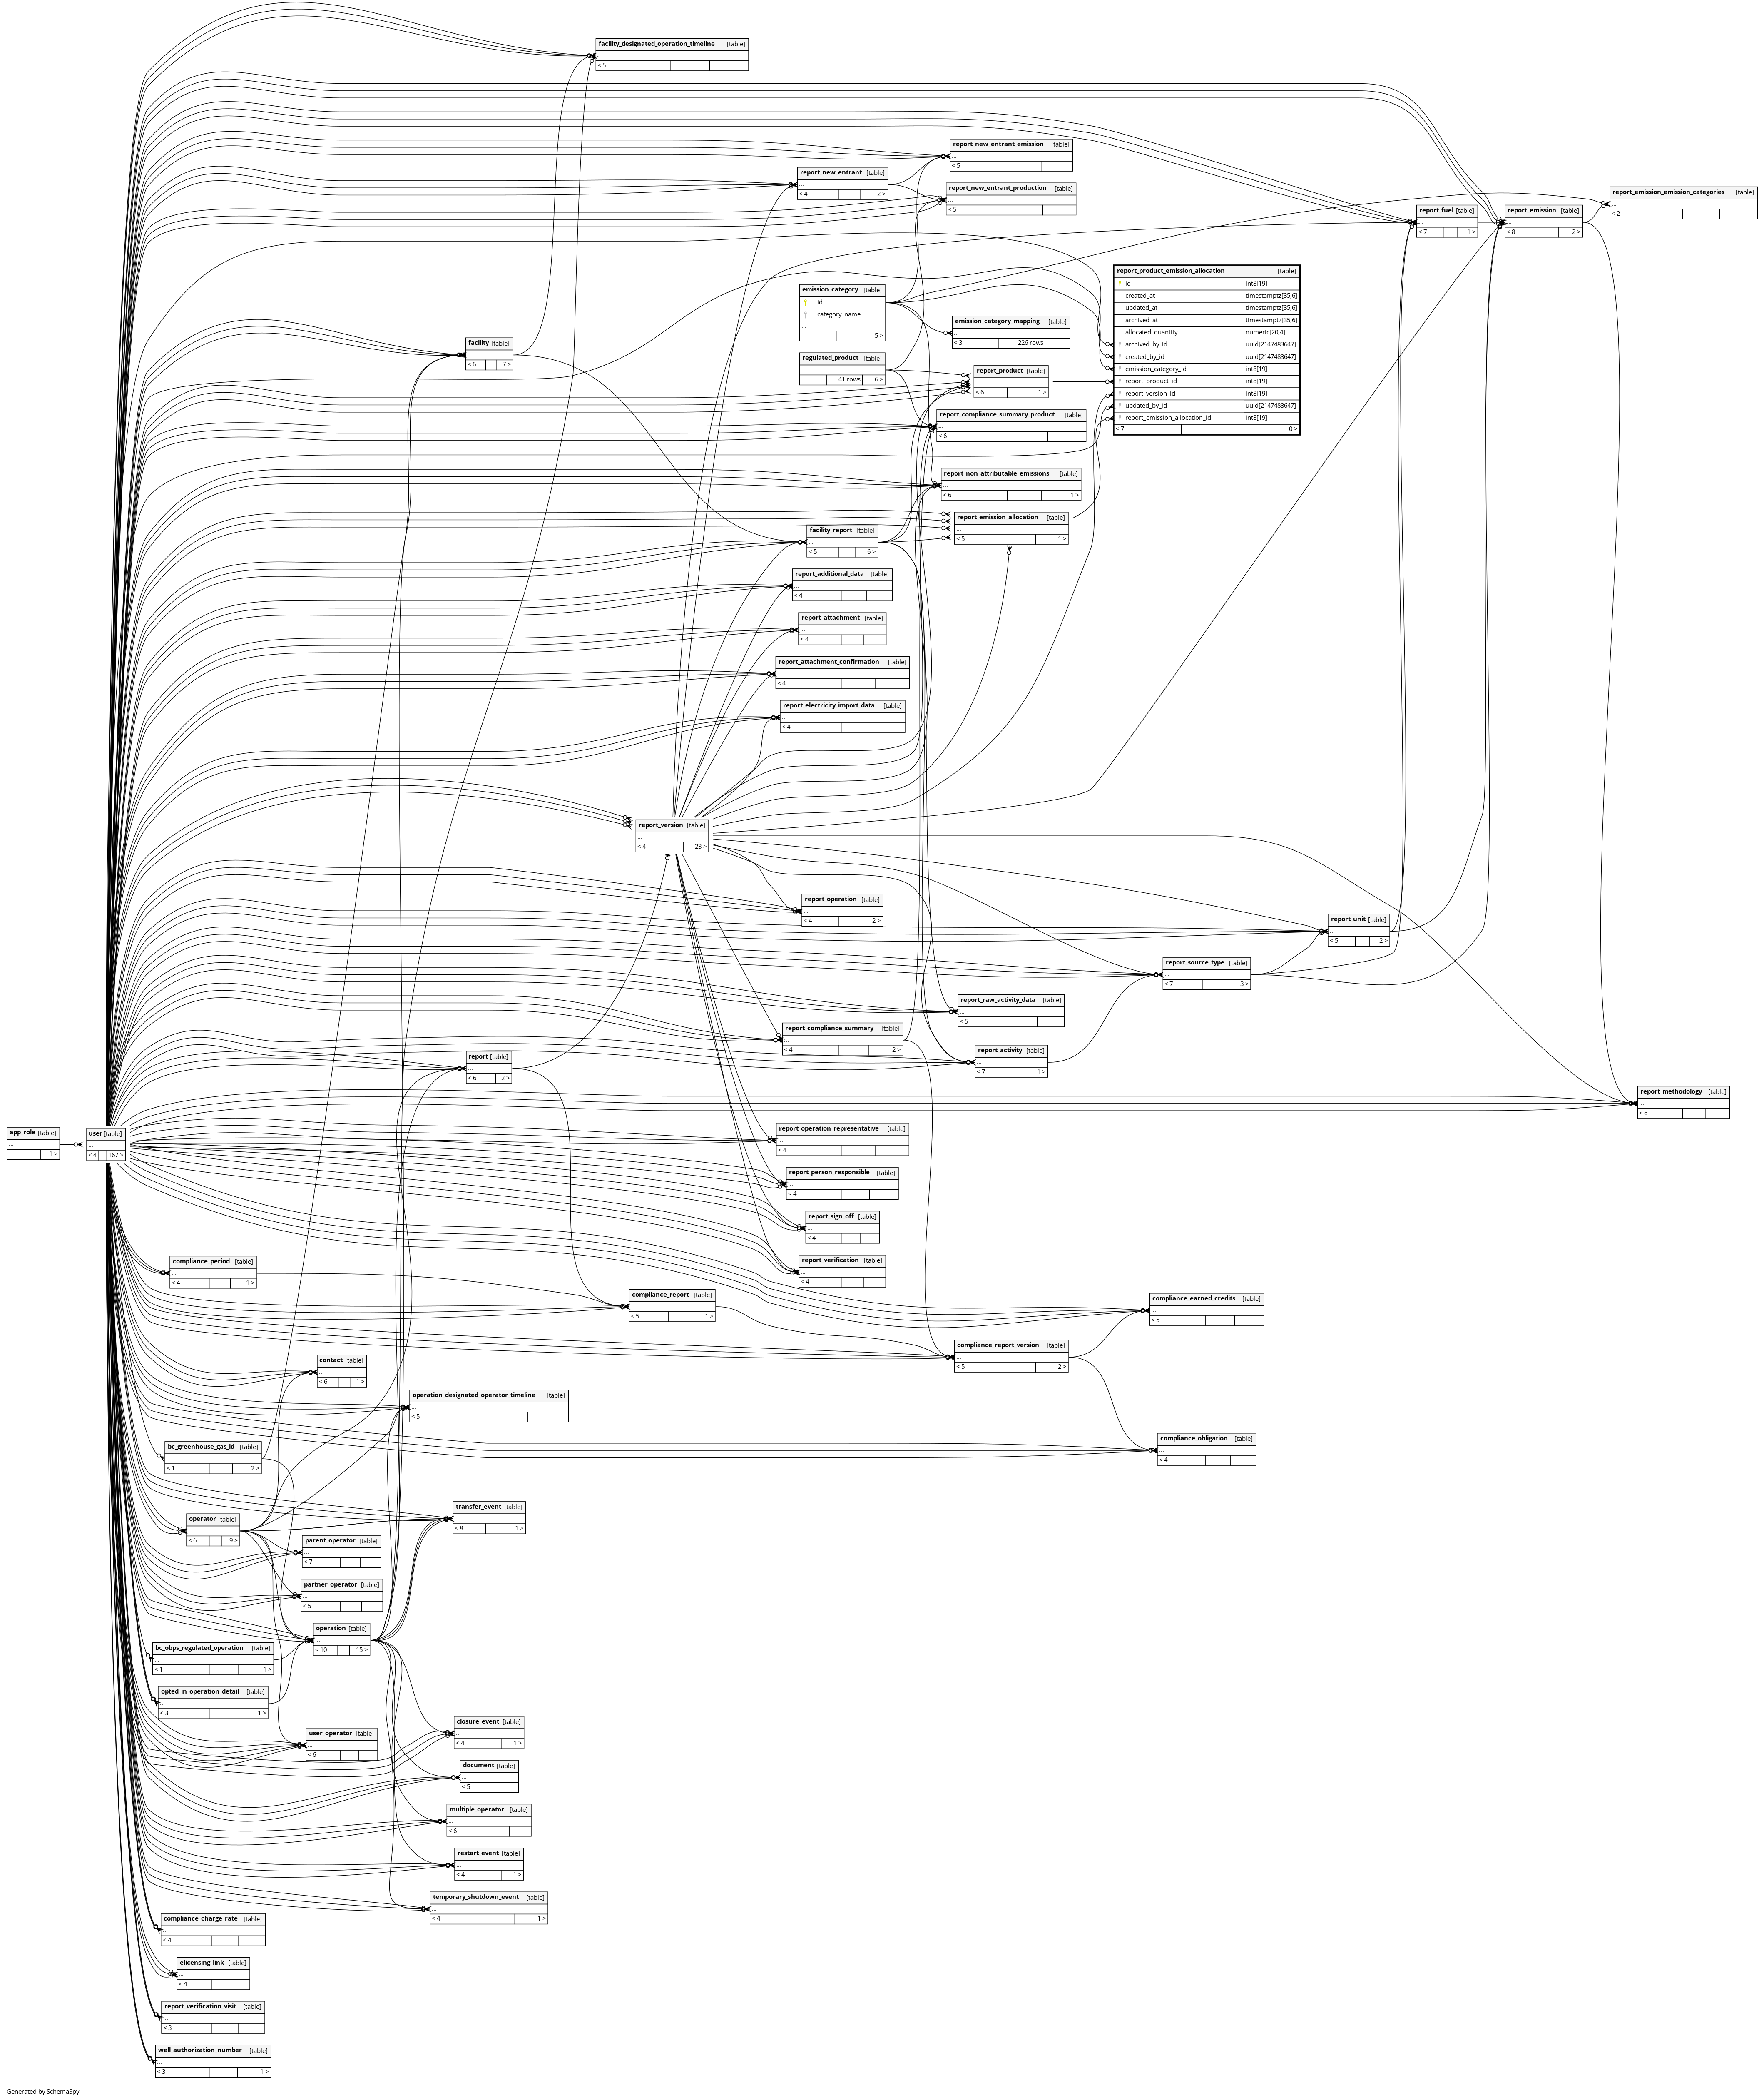 facility_designated_operation_timeline [table]
...
< 5
report_new_entrant_emission [table]
...
< 5
report_new_entrant [table]
...
< 4 2 >
report_new_entrant_production [table]
...
< 5
report_emission_emission_categories [table]
...
< 2
report_fuel [table]
...
< 7 1 >
report_emission [table]
...
< 8 2 >
report_product_emission_allocation [table]
id int8[19]
created_at timestamptz[35,6]
updated_at timestamptz[35,6]
archived_at timestamptz[35,6]
allocated_quantity numeric[20,4]
archived_by_id uuid[2147483647]
created_by_id uuid[2147483647]
emission_category_id int8[19]
report_product_id int8[19]
report_version_id int8[19]
updated_by_id uuid[2147483647]
report_emission_allocation_id int8[19]
< 7 0 >
emission_category [table]
id
category_name
...
5 >
emission_category_mapping [table]
...
< 3 226 rows
facility [table]
...
< 6 7 >
regulated_product [table]
...
41 rows 6 >
report_product [table]
...
< 6 1 >
report_compliance_summary_product [table]
...
< 6
report_non_attributable_emissions [table]
...
< 6 1 >
report_emission_allocation [table]
...
< 5 1 >
facility_report [table]
...
< 5 6 >
report_additional_data [table]
...
< 4
report_attachment [table]
...
< 4
report_attachment_confirmation [table]
...
< 4
report_electricity_import_data [table]
...
< 4
report_version [table]
...
< 4 23 >
report_operation [table]
...
< 4 2 >
report_unit [table]
...
< 5 2 >
report_source_type [table]
...
< 7 3 >
report_raw_activity_data [table]
...
< 5
report_compliance_summary [table]
...
< 4 2 >
report_activity [table]
...
< 7 1 >
report [table]
...
< 6 2 >
report_methodology [table]
...
< 6
app_role [table]
...
1 >
user [table]
...
< 4 167 >
report_operation_representative [table]
...
< 4
report_person_responsible [table]
...
< 4
report_sign_off [table]
...
< 4
report_verification [table]
...
< 4
compliance_period [table]
...
< 4 1 >
compliance_report [table]
...
< 5 1 >
compliance_earned_credits [table]
...
< 5
compliance_report_version [table]
...
< 5 2 >
contact [table]
...
< 6 1 >
operation_designated_operator_timeline [table]
...
< 5
bc_greenhouse_gas_id [table]
...
< 1 2 >
compliance_obligation [table]
...
< 4
transfer_event [table]
...
< 8 1 >
operator [table]
...
< 6 9 >
parent_operator [table]
...
< 7
partner_operator [table]
...
< 5
operation [table]
...
< 10 15 >
bc_obps_regulated_operation [table]
...
< 1 1 >
opted_in_operation_detail [table]
...
< 3 1 >
user_operator [table]
...
< 6
closure_event [table]
...
< 4 1 >
document [table]
...
< 5
multiple_operator [table]
...
< 6
restart_event [table]
...
< 4 1 >
temporary_shutdown_event [table]
...
< 4 1 >
compliance_charge_rate [table]
...
< 4
elicensing_link [table]
...
< 4
report_verification_visit [table]
...
< 3
well_authorization_number [table]
...
< 3 1 >
Generated by SchemaSpy